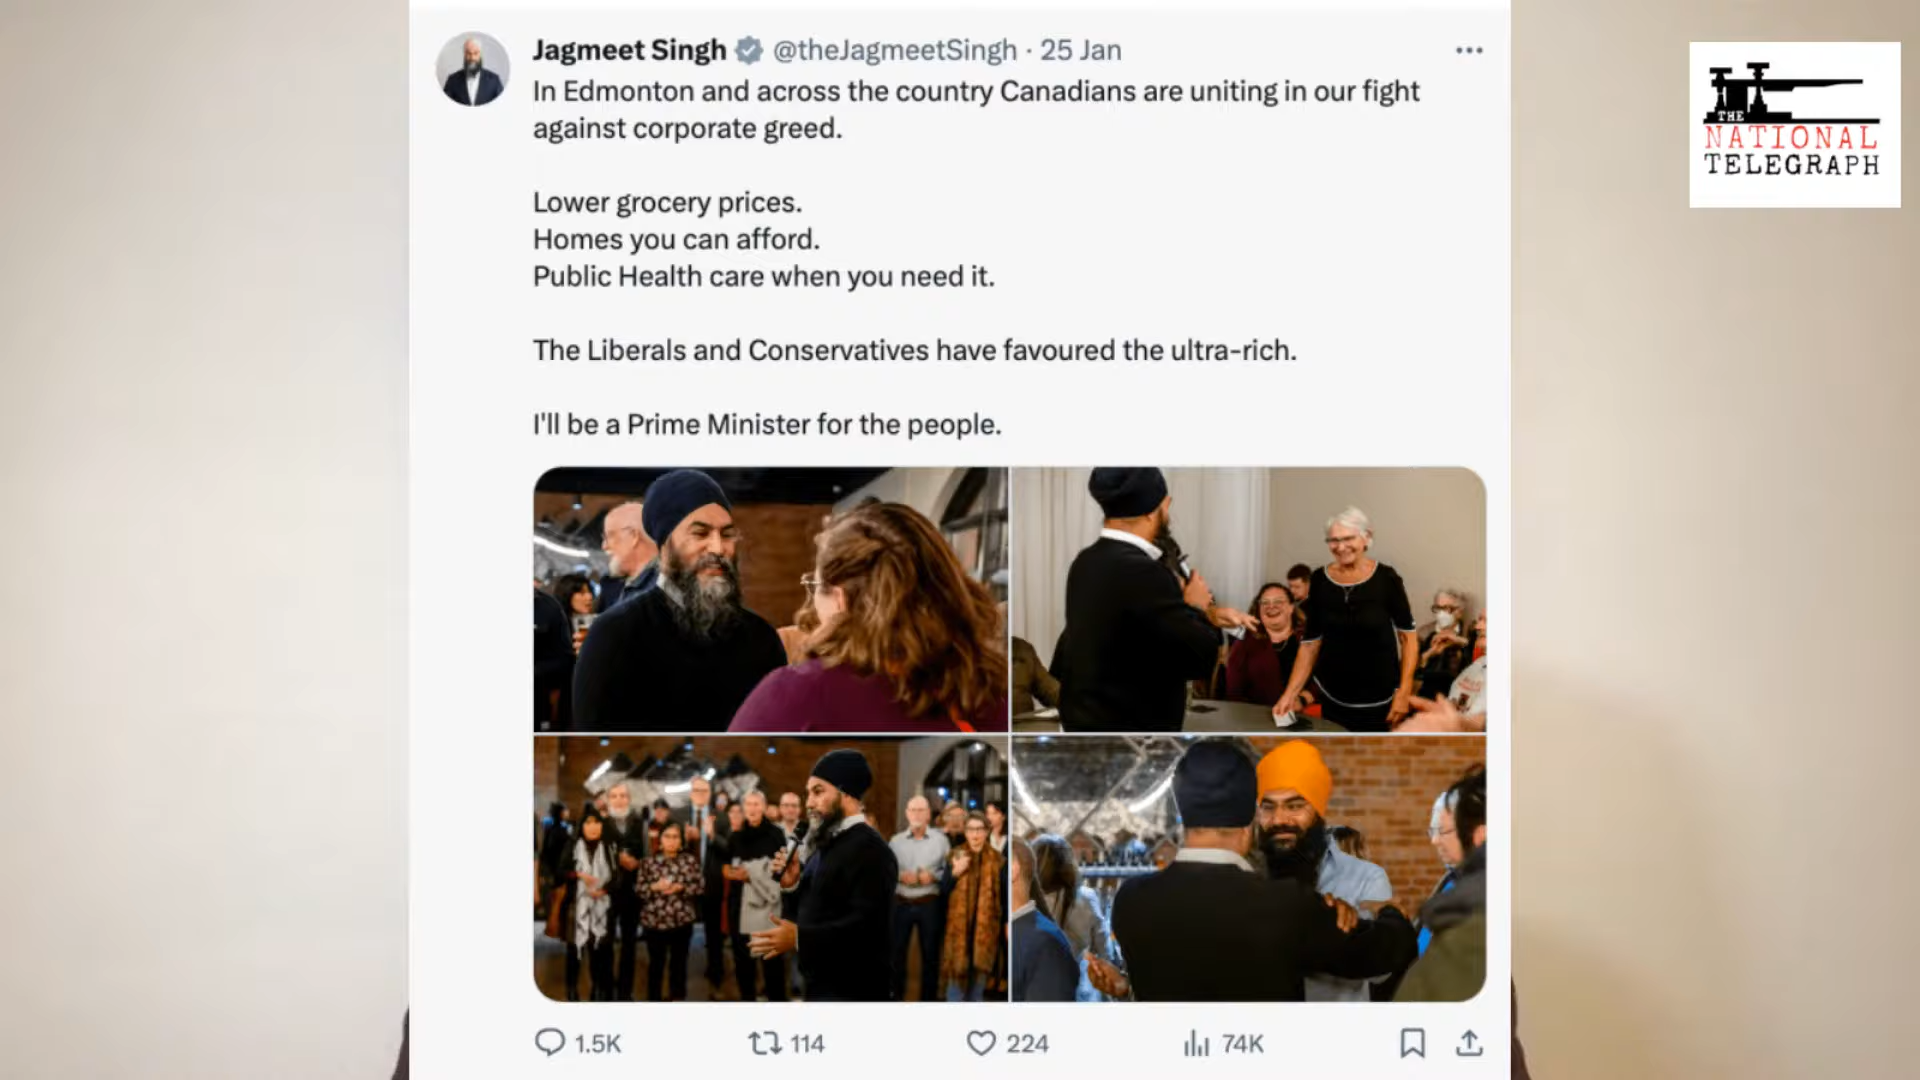 Jagmeet Singh @theJagmeetSingh · 25 Jan
In Edmonton and across the country Canadians are uniting in our fight
against corporate greed.
Lower grocery prices.
Homes you can afford.
Public Health care when you need it.
The Liberals and Conservatives have favoured the ultra-rich.
I'll be a Prime Minister for the people.
1.5K 114 224 74K
THE
NATIONAL
TELEGRAPH